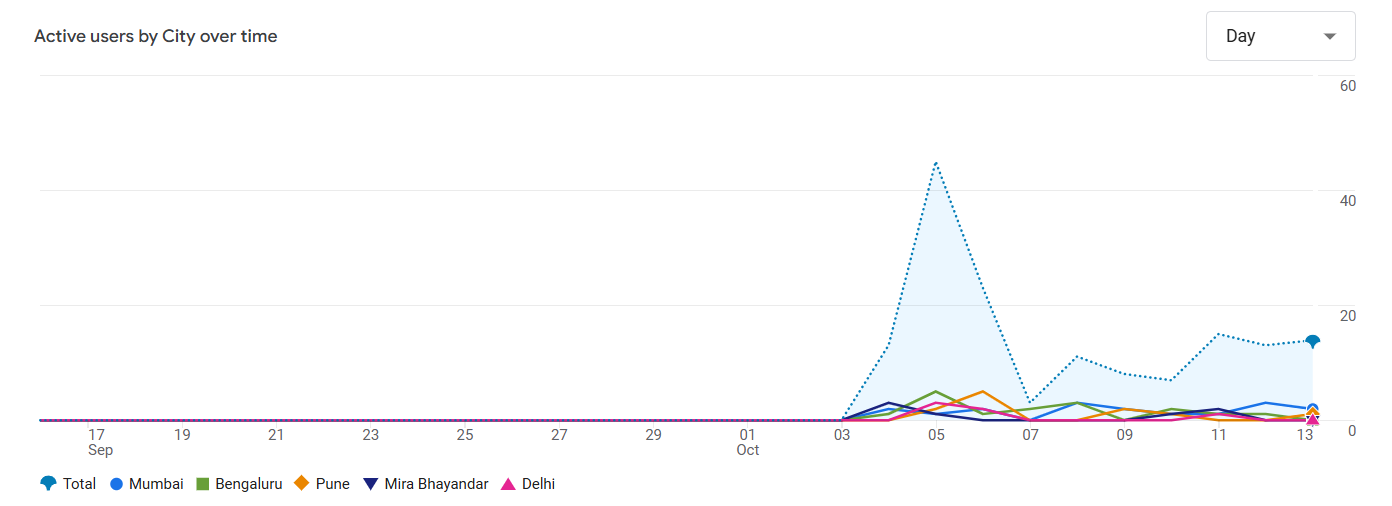 Active users by City over time
Day
60
40
20
0
17 19 21 23 25 27 29 01 03 05 07 09 11 13
Sep Oct
Total Mumbai Bengaluru Pune Mira Bhayandar Delhi